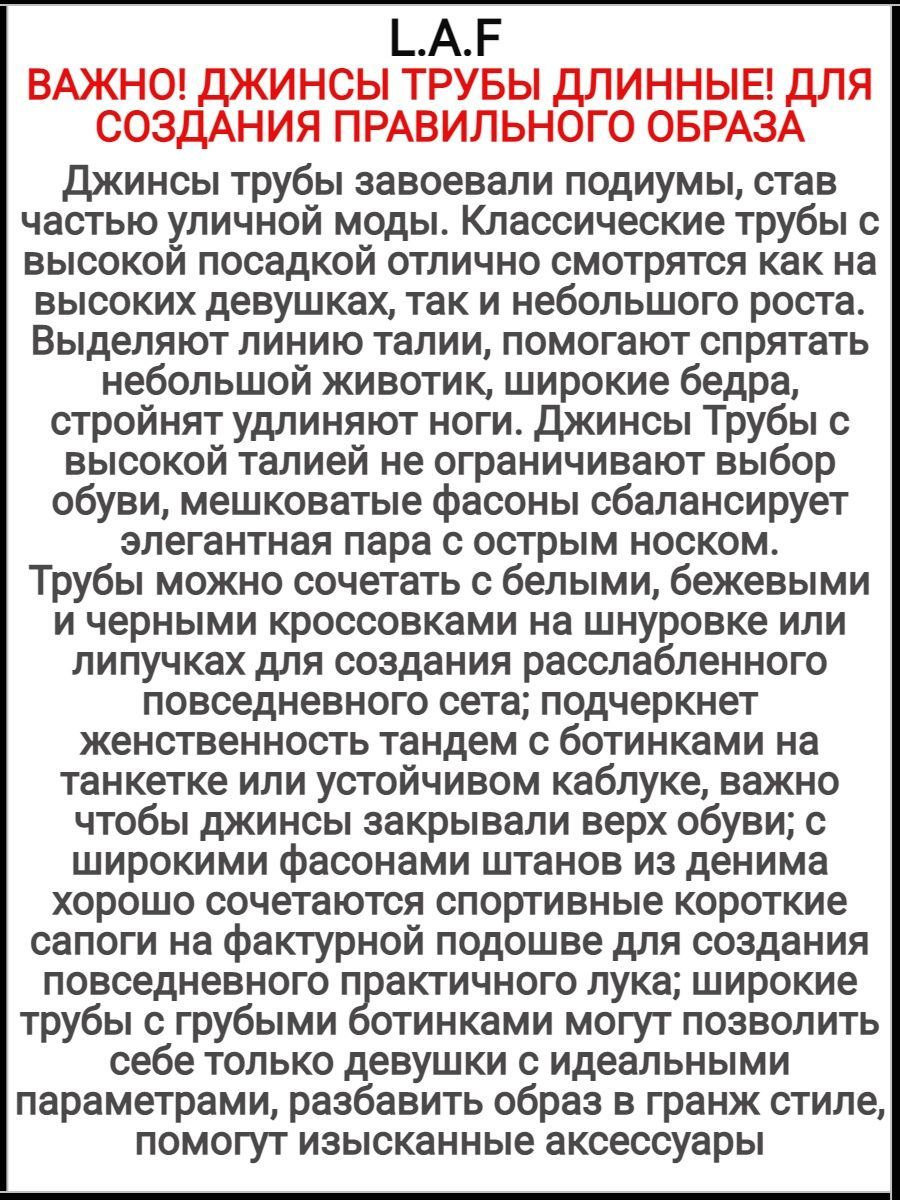 L.A.F
ВАЖНО! ДЖИНСЫ ТРУБЫ ДЛИННЫЕ! ДЛЯ
СОЗДАНИЯ ПРАВИЛЬНОГО ОБРАЗА
Джинсы трубы завоевали подиумы, став
частью уличной моды. Классические трубы с
высокой посадкой отлично смотрятся как на
высоких девушках, так и небольшого роста.
Выделяют линию талии, помогают спрятать
небольшой животик, широкие бедра,
стройнят удлиняют ноги. Джинсы Трубы с
высокой талией не ограничивают выбор
обуви, мешковатые фасоны сбалансирует
элегантная пара с острым носком.
Трубы можно сочетать с белыми, бежевыми
и черными кроссовками на шнуровке или
липучках для создания расслабленного
повседневного сета; подчеркнет
женственность тандем с ботинками на
танкетке или устойчивом каблуке, важно
чтобы джинсы закрывали верх обуви; с
широкими фасонами штанов из денима
хорошо сочетаются спортивные короткие
сапоги на фактурной подошве для создания
повседневного практичного лука; широкие
трубы с грубыми ботинками могут позволить
себе только девушки с идеальными
параметрами, разбавить образ в гранж стиле,
помогут изысканные аксессуары